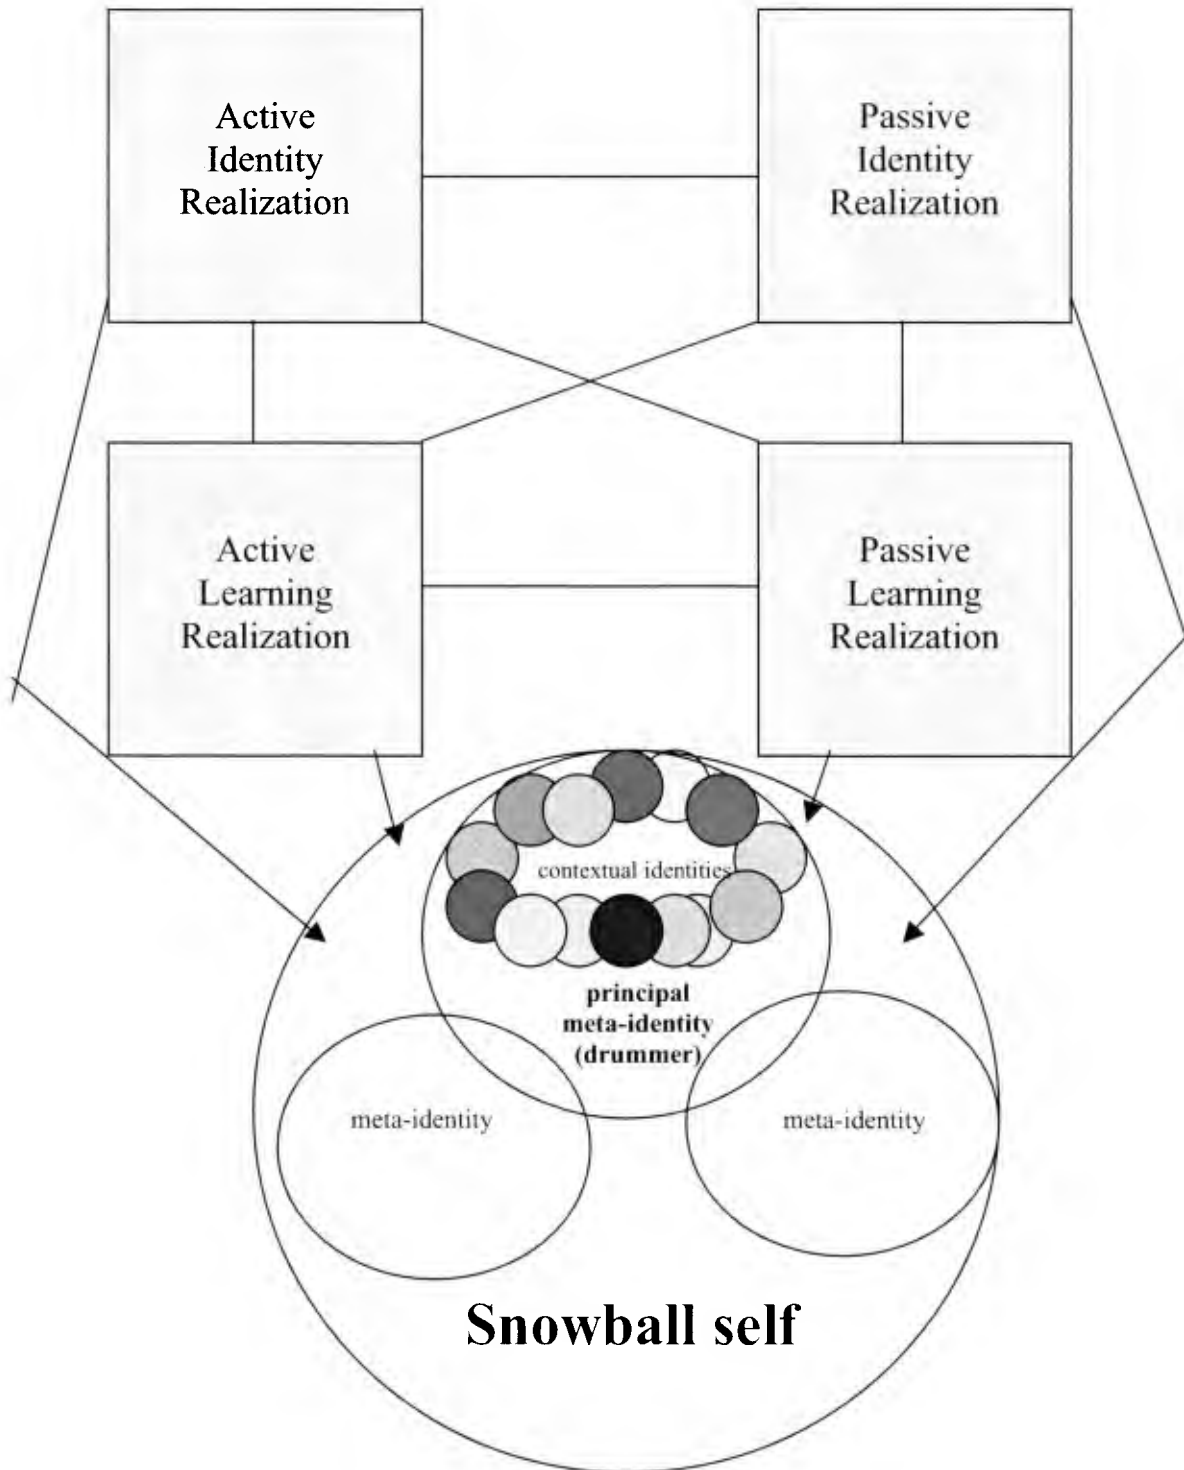 Active
Identity
Realization
Passive
Identity
Realization
Active
Learning
Realization
Passive
Learning
Realization
contextual identities
principal
meta-identity
(drummer)
meta-identity
meta-identity
Snowball self